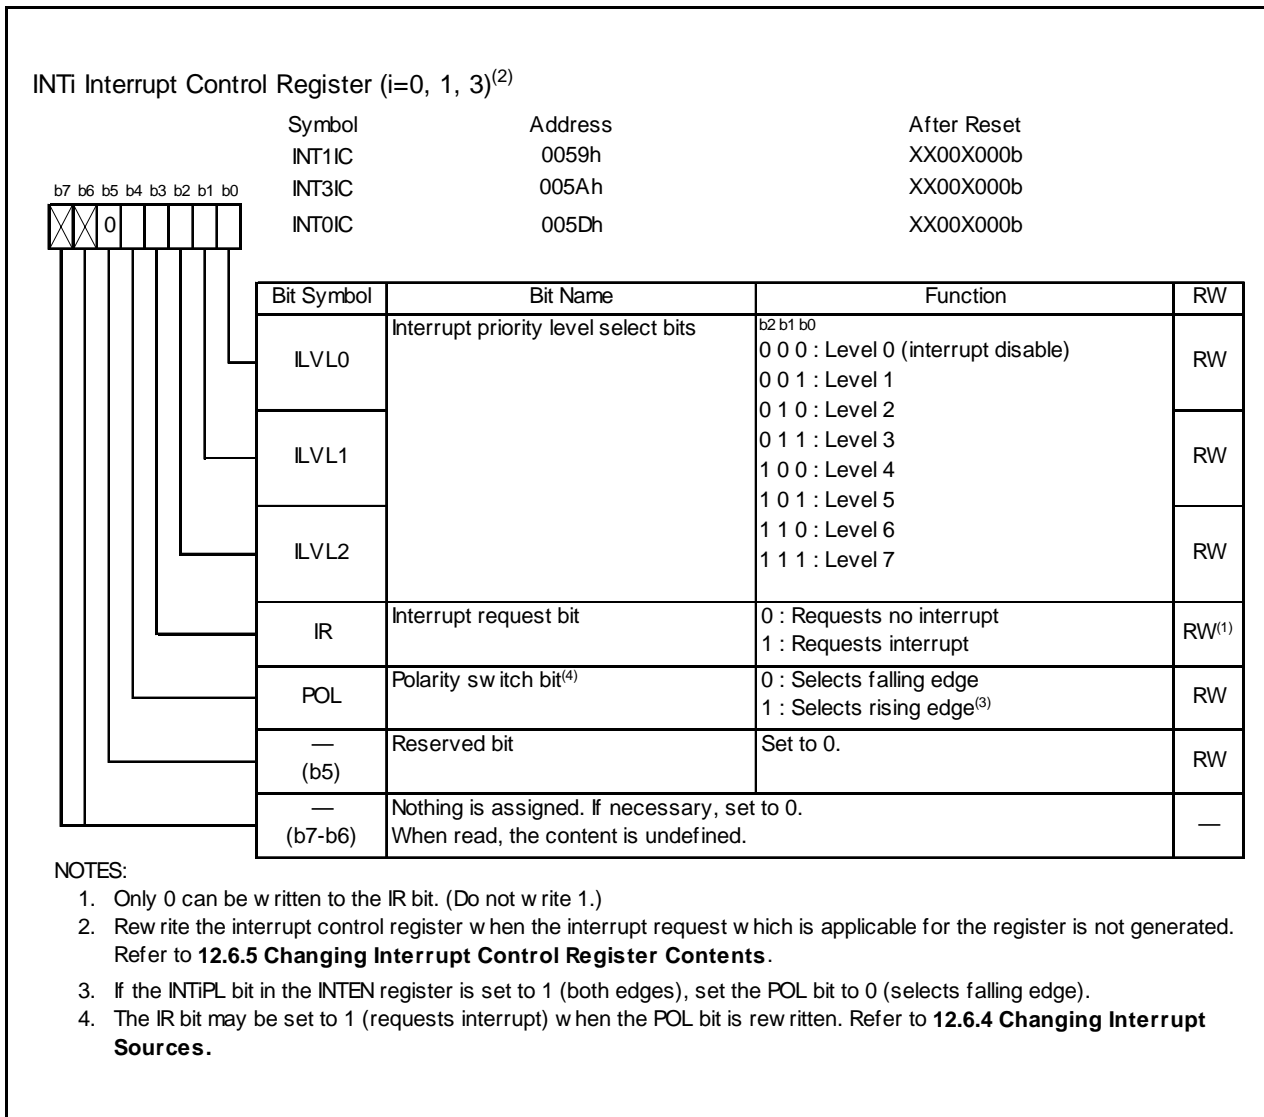 INTi Interrupt Control Register (i=0, 1, 3)(2)
Symbol Address After Reset
INT1IC 0059h XX00X000b
b7 b6 b5 b4 b3 b2 b1 b0 INT3IC 005Ah XX00X000b
0 INT0IC 005Dh XX00X000b
Bit Symbol Bit Name Function RW
ILVL0 Interrupt priority level select bits b2 b1 b0 RW
0 0 0 : Level 0 (interrupt disable)
0 0 1 : Level 1
0 1 0 : Level 2
ILVL1 0 1 1 : Level 3 RW
1 0 0 : Level 4
1 0 1 : Level 5
ILVL2 1 1 0 : Level 6 RW
1 1 1 : Level 7
IR Interrupt request bit 0 : Requests no interrupt RW(1)
1 : Requests interrupt
POL Polarity switch bit(4) 0 : Selects falling edge RW
1 : Selects rising edge(3)
— Reserved bit Set to 0. RW
(b5)
— Nothing is assigned. If necessary, set to 0. —
(b7-b6) When read, the content is undefined.
NOTES:
1. Only 0 can be written to the IR bit. (Do not write 1.)
2. Rewrite the interrupt control register when the interrupt request which is applicable for the register is not generated.
Refer to 12.6.5 Changing Interrupt Control Register Contents.
3. If the INTiPL bit in the INTEN register is set to 1 (both edges), set the POL bit to 0 (selects falling edge).
4. The IR bit may be set to 1 (requests interrupt) when the POL bit is rewritten. Refer to 12.6.4 Changing Interrupt
Sources.